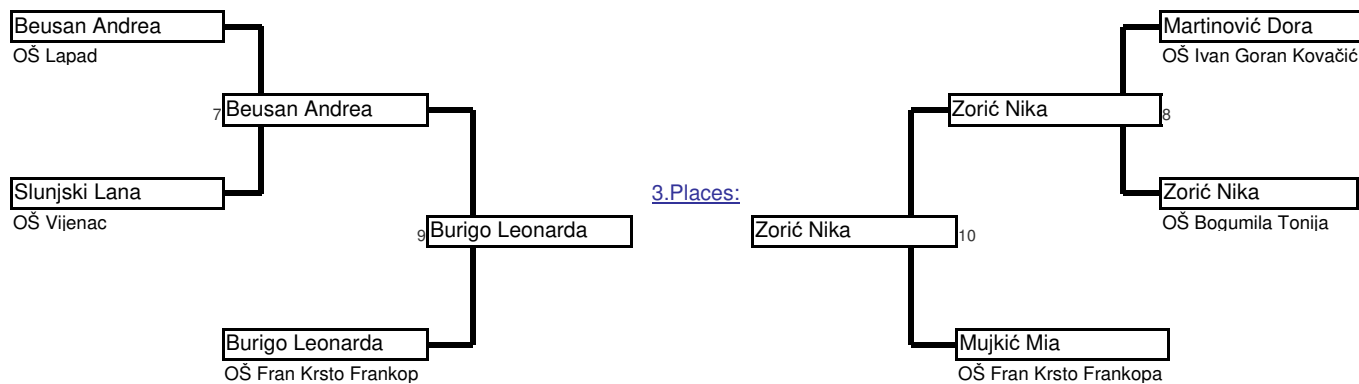 Beusan Andrea
OŠ Lapad
7 Beusan Andrea
Slunjski Lana
OŠ Vijenac
9 Burigo Leonarda
Burigo Leonarda
OŠ Fran Krsto Frankop
3.Places:
Martinović Dora
OŠ Ivan Goran Kovačić
Zorić Nika 8
Zorić Nika
OŠ Bogumila Tonija
Zorić Nika 10
Mujkić Mia
OŠ Fran Krsto Frankopa